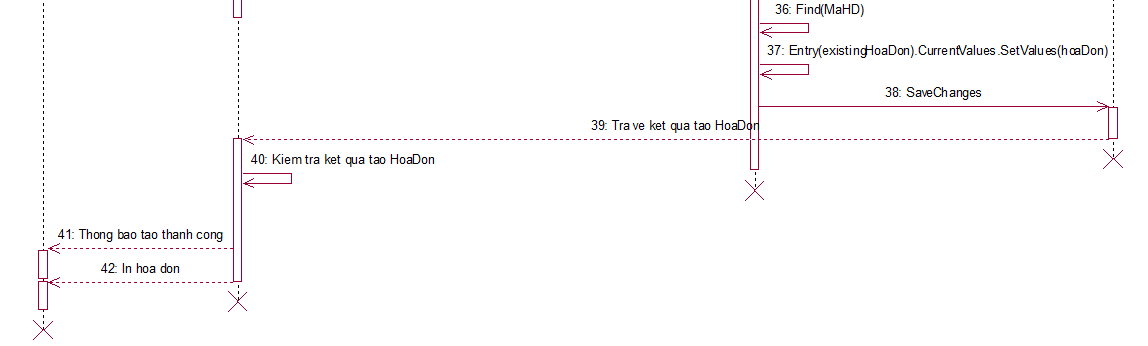 36: Find(MaHD)
37: Entry(existingHoaDon).CurrentValues.SetValues(hoaDon)
38: SaveChanges
39: Tra ve ket qua tao HoaDon
40: Kiem tra ket qua tao HoaDon
41: Thong bao tao thanh cong
42: In hoa don